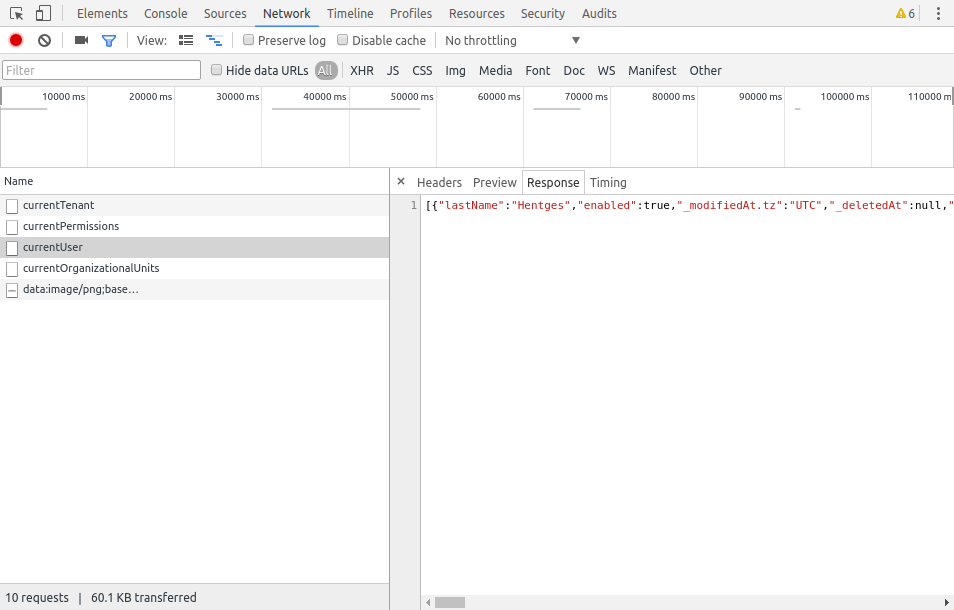 Elements Console Sources Network Timeline Profiles Resources Security Audits 6
View: Preserve log Disable cache No throttling
Filter Hide data URLs All XHR JS CSS Img Media Font Doc WS Manifest Other
10000 ms 20000 ms 30000 ms 40000 ms 50000 ms 60000 ms 70000 ms 80000 ms 90000 ms 100000 ms 110000 m
Name
× Headers Preview Response Timing
currentTenant
currentPermissions
currentUser
currentOrganizationalUnits
data:image/png;base…
1 [{"lastName":"Hentges","enabled":true,"_modifiedAt.tz":"UTC","_deletedAt":null,"
10 requests | 60.1 KB transferred